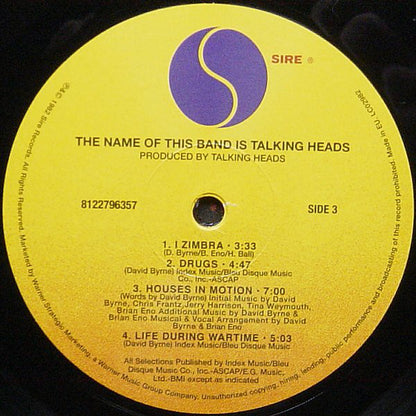 SIRE ®
THE NAME OF THIS BAND IS TALKING HEADS
PRODUCED BY TALKING HEADS
8122796357
SIDE 3
1. I ZIMBRA · 3:33
(D. Byrne/B. Eno/H. Ball)
2. DRUGS · 4:47
(David Byrne) Index Music/Bleu Disque Music
Co., Inc.-ASCAP
3. HOUSES IN MOTION · 7:00
(Words by David Byrne) Initial Music by David
Byrne, Chris Frantz, Jerry Harrison, Tina Weymouth,
Brian Eno Additional Music by David Byrne &
Brian Eno Musical & Vocal Arrangement by David
Byrne & Brian Eno
4. LIFE DURING WARTIME · 5:03
(David Byrne) Index Music/Bleu Disque Music
All Selections Published by Index Music/Bleu
Disque Music Co., Inc.-ASCAP/E.G. Music,
Ltd.-BMI except as indicated
℗&© 1982 Sire Records. All Rights Reserved. Marketed by Warner Strategic Marketing, a Warner Music Group Company. Unauthorized copying, hiring, lending, public performance and broadcasting of this record prohibited. Made in EU. LC02982